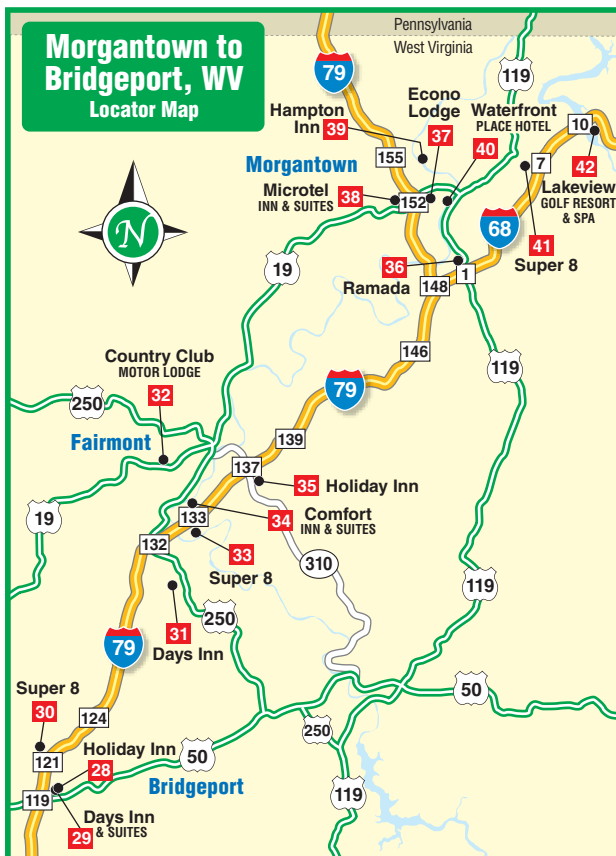 Pennsylvania
West Virginia
Morgantown to
Bridgeport, WV
Locator Map
79
119
Hampton
Inn
39
Econo
Lodge
37
Waterfront
PLACE HOTEL
40
10
42
155
7
Morgantown
Microtel
INN & SUITES
38
152
Lakeview
GOLF RESORT
& SPA
N
68
41
Super 8
19
36
Ramada
1
148
146
119
Country Club
MOTOR LODGE
32
79
250
Fairmont
139
137
35
Holiday Inn
19
133
34
Comfort
INN & SUITES
132
33
Super 8
310
119
31
Days Inn
250
79
50
Super 8
30
124
250
121
Holiday Inn
28
50
Bridgeport
119
119
Days Inn
& SUITES
29